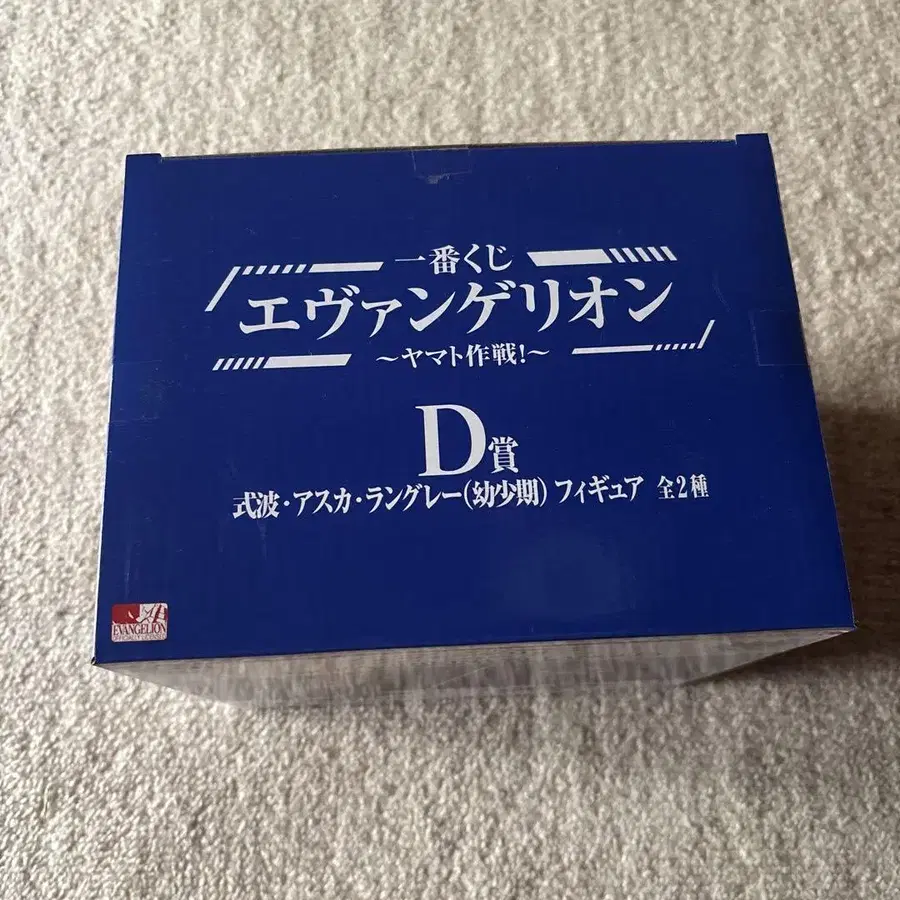 一番くじ
エヴァンゲリオン
～ヤマト作戦!～
D賞
式波・アスカ・ラングレー(幼少期) フィギュア 全2種
EVANGELION
OFFICIALLY LICENSED